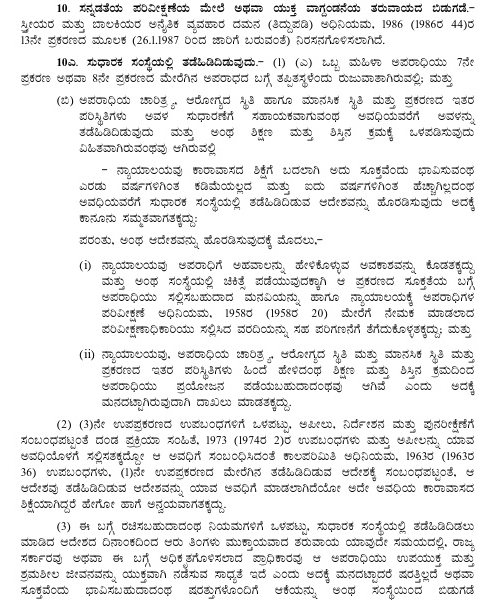 10. ಸನ್ನಡತೆಯ ಪರಿವೀಕ್ಷಣೆಯ ಮೇಲೆ ಅಥವಾ ಯುಕ್ತ ವಾಗ್ದಂಡನೆಯ ತರುವಾಯದ ಬಿಡುಗಡೆ.-
ಸ್ತ್ರೀಯರ ಮತ್ತು ಬಾಲಕಿಯರ ಅನೈತಿಕ ವ್ಯವಹಾರ ದಮನ (ತಿದ್ದುಪಡಿ) ಅಧಿನಿಯಮ, 1986 (1986ರ 44)ರ
13ನೇ ಪ್ರಕರಣದ ಮೂಲಕ (26.1.1987 ರಿಂದ ಜಾರಿಗೆ ಬರುವಂತೆ) ನಿರಸನಗೊಳಿಸಲಾಗಿದೆ.
10ಎ. ಸುಧಾರಕ ಸಂಸ್ಥೆಯಲ್ಲಿ ತಡೆಹಿಡಿದಿಡುವುದು.- (1) (ಎ) ಒಬ್ಬ ಮಹಿಳಾ ಅಪರಾಧಿಯು 7ನೇ
ಪ್ರಕರಣ ಅಥವಾ 8ನೇ ಪ್ರಕರಣದ ಮೇರೆಗಿನ ಅಪರಾಧದ ಬಗ್ಗೆ ತಪ್ಪಿತಸ್ಥಳೆಂದು ರುಜುವಾತಾಗಿರುವಲ್ಲಿ; ಮತ್ತು
(ಬಿ) ಅಪರಾಧಿಯ ಚಾರಿತ್ರ್ಯ, ಆರೋಗ್ಯದ ಸ್ಥಿತಿ ಹಾಗೂ ಮಾನಸಿಕ ಸ್ಥಿತಿ ಮತ್ತು ಪ್ರಕರಣದ ಇತರ
ಪರಿಸ್ಥಿತಿಗಳು ಅವಳ ಸುಧಾರಣೆಗೆ ಸಹಾಯಕವಾಗುವಂಥ ಅವಧಿಯವರೆಗೆ ಅವಳನ್ನು
ತಡೆಹಿಡಿದಿಡುವುದು ಮತ್ತು ಅಂಥ ಶಿಕ್ಷಣ ಮತ್ತು ಶಿಸ್ತಿನ ಕ್ರಮಕ್ಕೆ ಒಳಪಡಿಸುವುದು
ವಿಹಿತವಾಗಿರುವಂಥವು ಆಗಿರುವಲ್ಲಿ
- ನ್ಯಾಯಾಲಯವು ಕಾರಾವಾಸದ ಶಿಕ್ಷೆಗೆ ಬದಲಾಗಿ ಅದು ಸೂಕ್ತವೆಂದು ಭಾವಿಸುವಂಥ
ಎರಡು ವರ್ಷಗಳಿಗಿಂತ ಕಡಿಮೆಯಲ್ಲದ ಮತ್ತು ಐದು ವರ್ಷಗಳಿಗಿಂತ ಹೆಚ್ಚಾಗಿಲ್ಲದಂಥ
ಅವಧಿಯವರೆಗೆ ಸುಧಾರಕ ಸಂಸ್ಥೆಯಲ್ಲಿ ತಡೆಹಿಡಿದಿಡುವ ಆದೇಶವನ್ನು ಹೊರಡಿಸುವುದು ಅದಕ್ಕೆ
ಕಾನೂನು ಸಮ್ಮತವಾಗತಕ್ಕದ್ದು:
ಪರಂತು, ಅಂಥ ಆದೇಶವನ್ನು ಹೊರಡಿಸುವುದಕ್ಕೆ ಮೊದಲು,-
(i) ನ್ಯಾಯಾಲಯವು ಅಪರಾಧಿಗೆ ಅಹವಾಲನ್ನು ಹೇಳಿಕೊಳ್ಳುವ ಅವಕಾಶವನ್ನು ಕೊಡತಕ್ಕದ್ದು
ಮತ್ತು ಅಂಥ ಸಂಸ್ಥೆಯಲ್ಲಿ ಚಿಕಿತ್ಸೆ ಪಡೆಯುವುದಕ್ಕಾಗಿ ಆ ಪ್ರಕರಣದ ಸೂಕ್ತತೆಯ ಬಗ್ಗೆ
ಅಪರಾಧಿಯು ಸಲ್ಲಿಸಬಹುದಾದ ಮನವಿಯನ್ನು ಹಾಗೂ ನ್ಯಾಯಾಲಯಕ್ಕೆ ಅಪರಾಧಿಗಳ
ಪರಿವೀಕ್ಷಣೆ ಅಧಿನಿಯಮ, 1958ರ (1958ರ 20) ಮೇರೆಗೆ ನೇಮಕ ಮಾಡಲಾದ
ಪರಿವೀಕ್ಷಣಾಧಿಕಾರಿಯು ಸಲ್ಲಿಸಿದ ವರದಿಯನ್ನು ಸಹ ಪರಿಗಣನೆಗೆ ತೆಗೆದುಕೊಳ್ಳತಕ್ಕದ್ದು; ಮತ್ತು
(ii) ನ್ಯಾಯಾಲಯವು, ಅಪರಾಧಿಯ ಚಾರಿತ್ರ್ಯ, ಆರೋಗ್ಯದ ಸ್ಥಿತಿ ಮತ್ತು ಮಾನಸಿಕ ಸ್ಥಿತಿ ಮತ್ತು
ಪ್ರಕರಣದ ಇತರ ಪರಿಸ್ಥಿತಿಗಳು ಹಿಂದೆ ಹೇಳಿದಂಥ ಶಿಕ್ಷಣ ಮತ್ತು ಶಿಸ್ತಿನ ಕ್ರಮದಿಂದ
ಅಪರಾಧಿಯು ಪ್ರಯೋಜನ ಪಡೆಯಬಹುದಾದಂಥವು ಆಗಿವೆ ಎಂದು ಅದಕ್ಕೆ
ಮನದಟ್ಟಾಗಿರುವುದಾಗಿ ದಾಖಲು ಮಾಡತಕ್ಕದ್ದು.
(2) (3)ನೇ ಉಪಪ್ರಕರಣದ ಉಪಬಂಧಗಳಿಗೆ ಒಳಪಟ್ಟು, ಅಪೀಲು, ನಿರ್ದೇಶನ ಮತ್ತು ಪುನರೀಕ್ಷಣೆಗೆ
ಸಂಬಂಧಪಟ್ಟಂತೆ ದಂಡ ಪ್ರಕ್ರಿಯಾ ಸಂಹಿತೆ, 1973 (1974ರ 2)ರ ಉಪಬಂಧಗಳು ಮತ್ತು ಅಪೀಲನ್ನು ಯಾವ
ಅವಧಿಯೊಳಗೆ ಸಲ್ಲಿಸತಕ್ಕದ್ದೋ ಆ ಅವಧಿಗೆ ಸಂಬಂಧಿಸಿದಂತೆ ಕಾಲಪರಿಮಿತಿ ಅಧಿನಿಯಮ, 1963ರ (1963ರ
36) ಉಪಬಂಧಗಳು, (1)ನೇ ಉಪಪ್ರಕರಣದ ಮೇರೆಗಿನ ತಡೆಹಿಡಿದಿಡುವ ಆದೇಶಕ್ಕೆ ಸಂಬಂಧಪಟ್ಟಂತೆ, ಆ
ಆದೇಶವು ತಡೆಹಿಡಿದಿಡುವ ಆದೇಶವನ್ನು ಯಾವ ಅವಧಿಗೆ ಮಾಡಲಾಗಿದೆಯೋ ಅದೇ ಅವಧಿಯ ಕಾರಾವಾಸದ
ಶಿಕ್ಷೆಯಾಗಿದ್ದರೆ ಹೇಗೋ ಹಾಗೆ ಅನ್ವಯವಾಗತಕ್ಕದ್ದು.
(3) ಈ ಬಗ್ಗೆ ರಚಿಸಬಹುದಾದಂಥ ನಿಯಮಗಳಿಗೆ ಒಳಪಟ್ಟು, ಸುಧಾರಕ ಸಂಸ್ಥೆಯಲ್ಲಿ ತಡೆಹಿಡಿದಿಡಲು
ಮಾಡಿದ ಆದೇಶದ ದಿನಾಂಕದಿಂದ ಆರು ತಿಂಗಳು ಮುಕ್ತಾಯವಾದ ತರುವಾಯ ಯಾವುದೇ ಸಮಯದಲ್ಲಿ, ರಾಜ್ಯ
ಸರ್ಕಾರವು ಅಥವಾ ಈ ಬಗ್ಗೆ ಅಧಿಕೃತಗೊಳಿಸಲಾದ ಪ್ರಾಧಿಕಾರವು ಆ ಅಪರಾಧಿಯು ಉಪಯುಕ್ತ ಮತ್ತು
ಶ್ರಮಶೀಲ ಜೀವನವನ್ನು ಯುಕ್ತವಾಗಿ ನಡೆಸುವ ಸಾಧ್ಯತೆ ಇದೆ ಎಂದು ಅದಕ್ಕೆ ಮನದಟ್ಟಾದರೆ ಷರತ್ತಿಲ್ಲದೆ ಅಥವಾ
ಸೂಕ್ತವೆಂದು ಭಾವಿಸಬಹುದಾದಂಥ ಷರತ್ತುಗಳೊಂದಿಗೆ ಆಕೆಯನ್ನು ಅಂಥ ಸಂಸ್ಥೆಯಿಂದ ಬಿಡುಗಡೆ